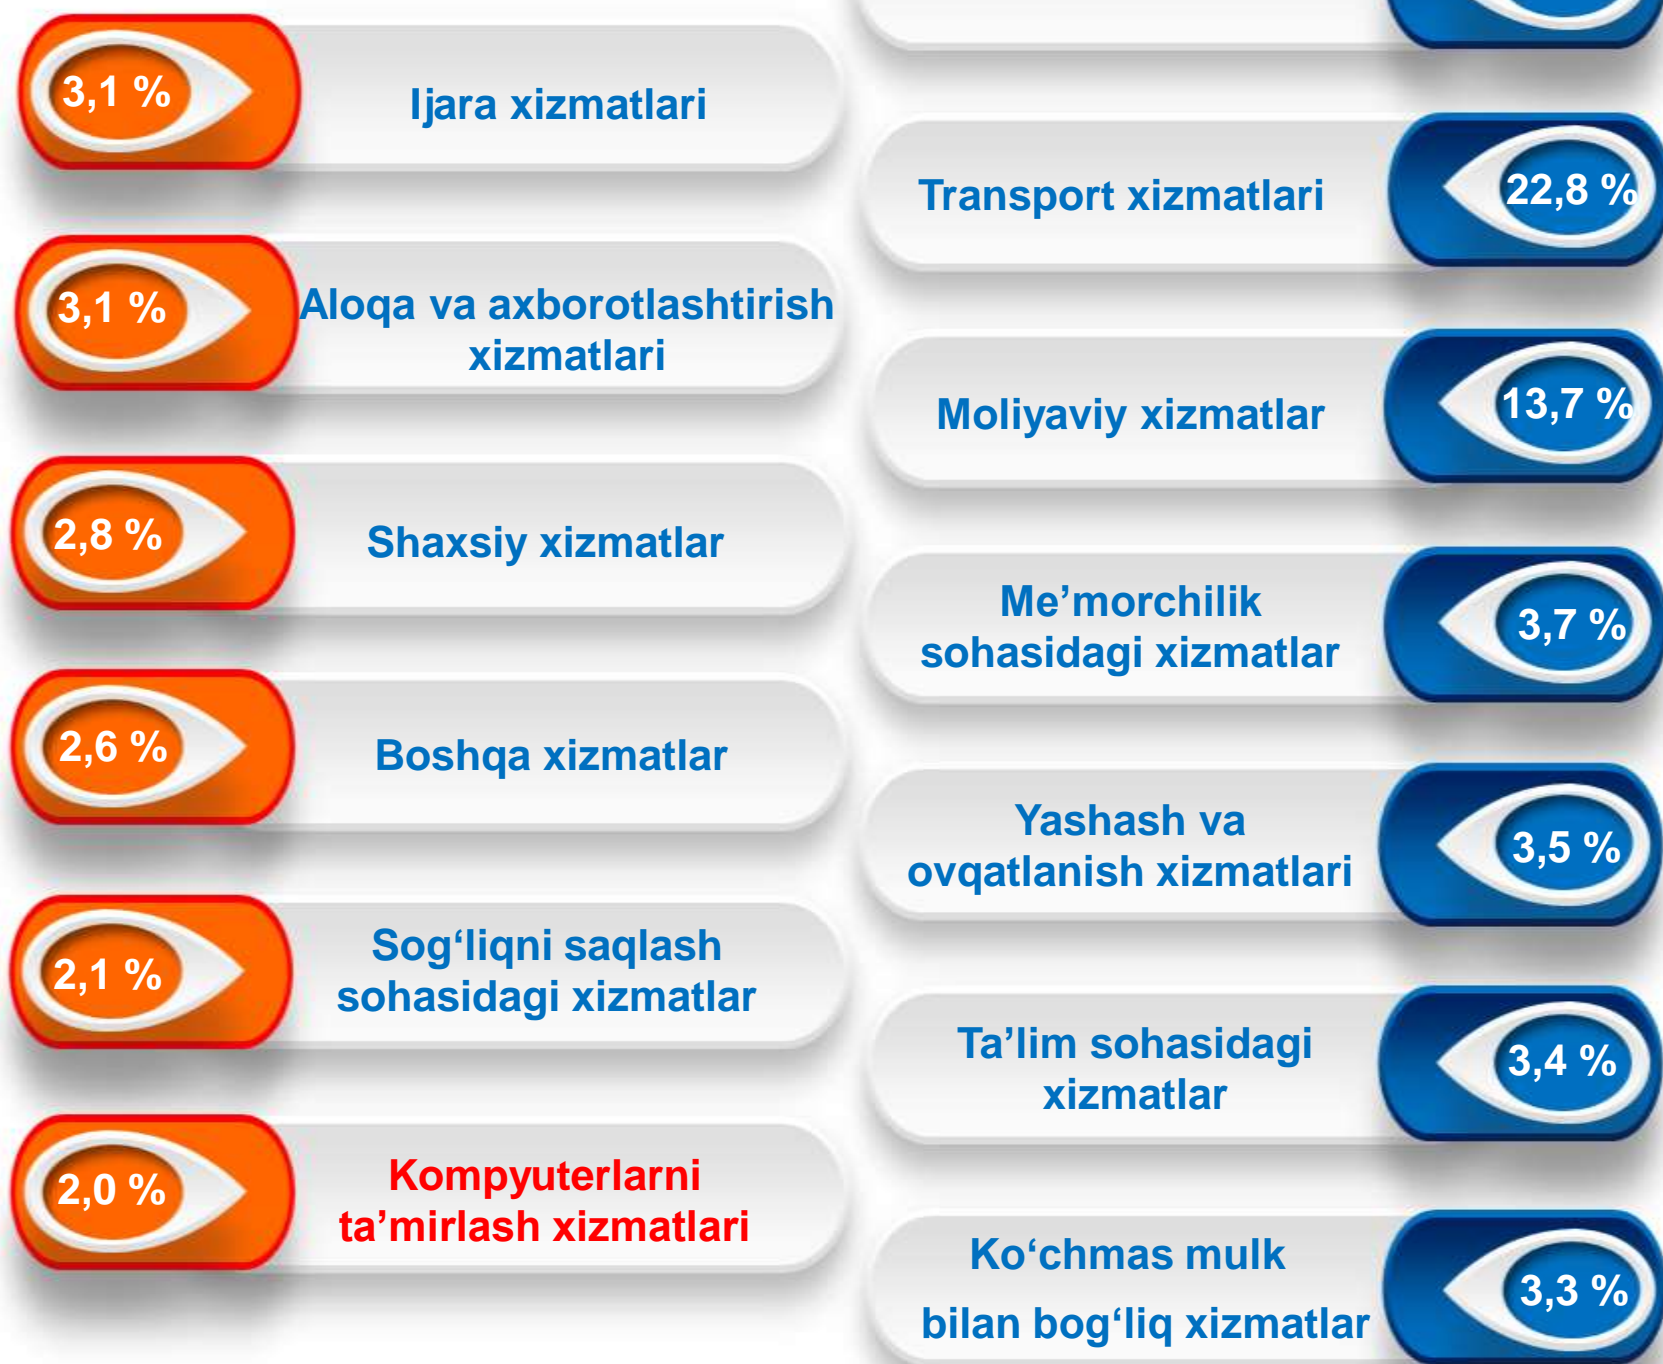 3,1 %
Ijara xizmatlari
3,1 %
Aloqa va axborotlashtirish
xizmatlari
2,8 %
Shaxsiy xizmatlar
2,6 %
Boshqa xizmatlar
2,1 %
Sog‘liqni saqlash
sohasidagi xizmatlar
2,0 %
Kompyuterlarni
ta’mirlash xizmatlari
Transport xizmatlari
22,8 %
Moliyaviy xizmatlar
13,7 %
Me’morchilik
sohasidagi xizmatlar
3,7 %
Yashash va
ovqatlanish xizmatlari
3,5 %
Ta’lim sohasidagi
xizmatlar
3,4 %
Ko‘chmas mulk
bilan bog‘liq xizmatlar
3,3 %